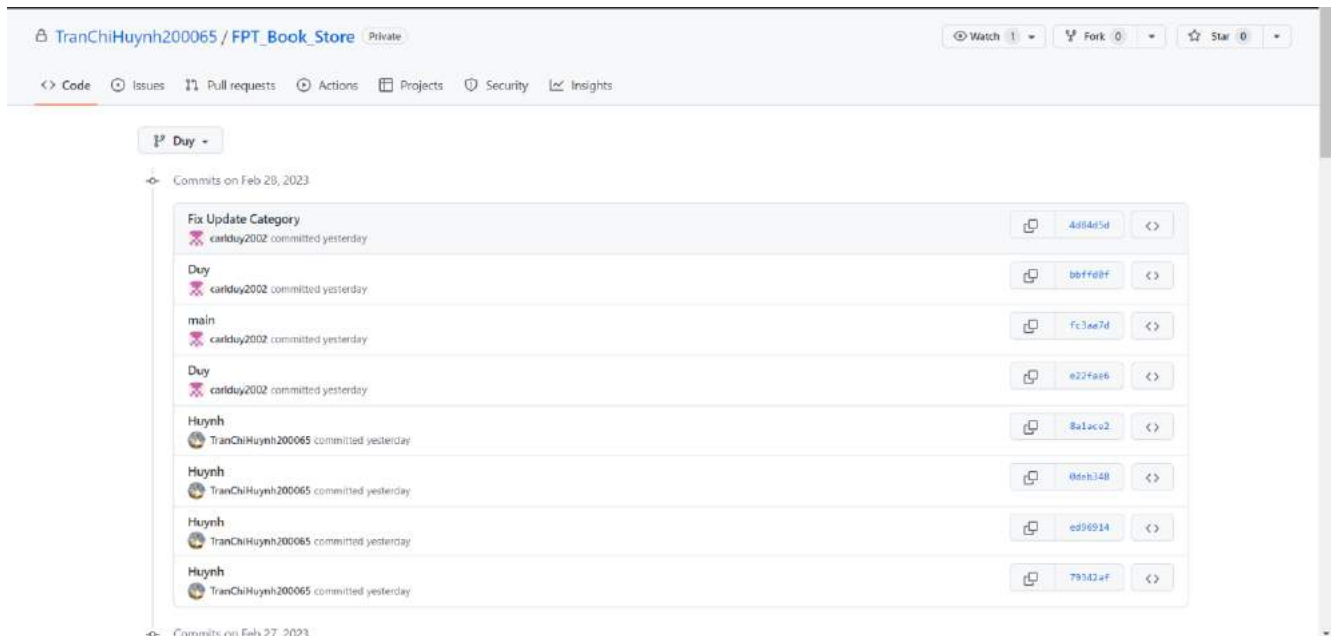 TranChiHuynh200065 / FPT_Book_Store Private
Watch 1 Fork 0 Star 0
<> Code Issues Pull requests Actions Projects Security Insights
Duy
Commits on Feb 28, 2023
Fix Update Category
carlduy2002 committed yesterday
4d84d5d <>
Duy
carlduy2002 committed yesterday
bbffd0f <>
main
carlduy2002 committed yesterday
fc3aa7d <>
Duy
carlduy2002 committed yesterday
e22fae6 <>
Huynh
TranChiHuynh200065 committed yesterday
8a1ace2 <>
Huynh
TranChiHuynh200065 committed yesterday
<>
Huynh
TranChiHuynh200065 committed yesterday
ed96914 <>
Huynh
TranChiHuynh200065 committed yesterday
79342af <>
Commits on Feb 27, 2023